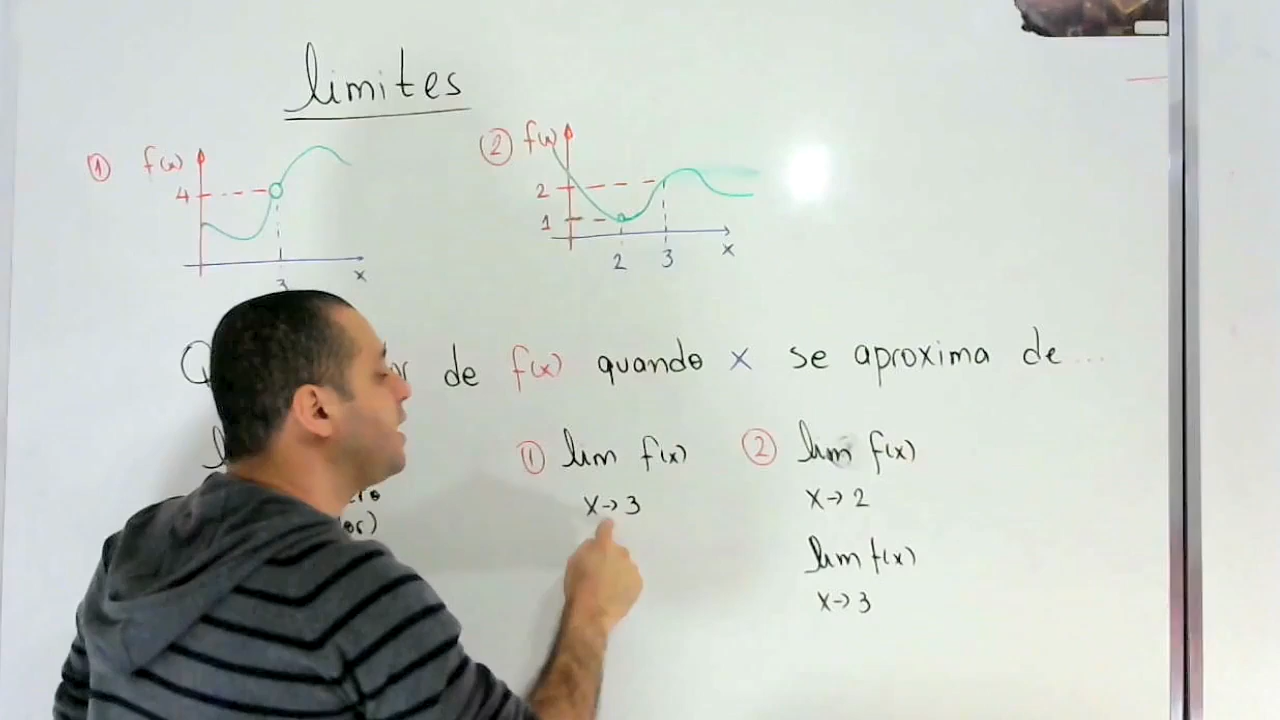 limites
① f(x) 4 3 x
② f(x) 2 1 2 3 x
de f(x) quando x se aproxima de ...
① lim f(x)
x→3
② lim f(x)
x→2
lim f(x)
x→3